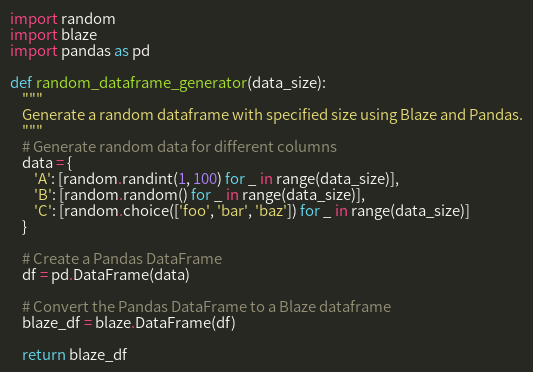 import random
import blaze
import pandas as pd

def random_dataframe_generator(data_size):
    """
    Generate a random dataframe with specified size using Blaze and Pandas.
    """
    # Generate random data for different columns
    data = {
        'A': [random.randint(1, 100) for _ in range(data_size)],
        'B': [random.random() for _ in range(data_size)],
        'C': [random.choice(['foo', 'bar', 'baz']) for _ in range(data_size)]
    }

    # Create a Pandas DataFrame
    df = pd.DataFrame(data)

    # Convert the Pandas DataFrame to a Blaze dataframe
    blaze_df = blaze.DataFrame(df)

    return blaze_df